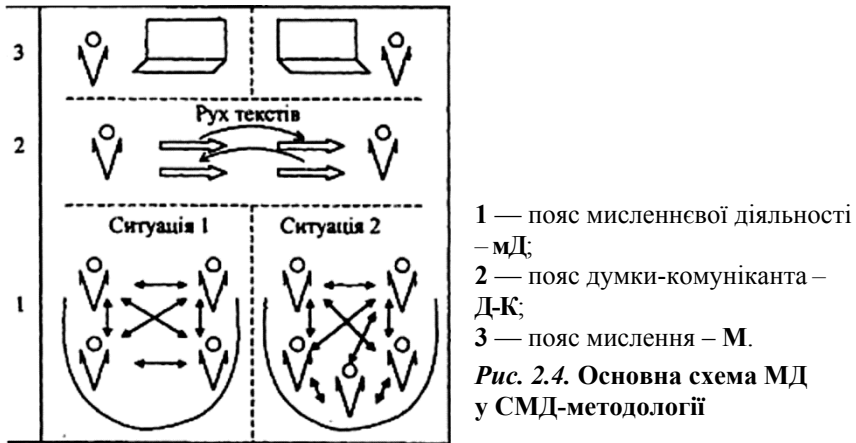 3
Рух текстів
2
Ситуація 1
Ситуація 2
1
1 — пояс мисленнєвої діяльності
– мД;
2 — пояс думки-комуніканта –
Д-К;
3 — пояс мислення – М.
Рис. 2.4. Основна схема МД
у СМД-методології